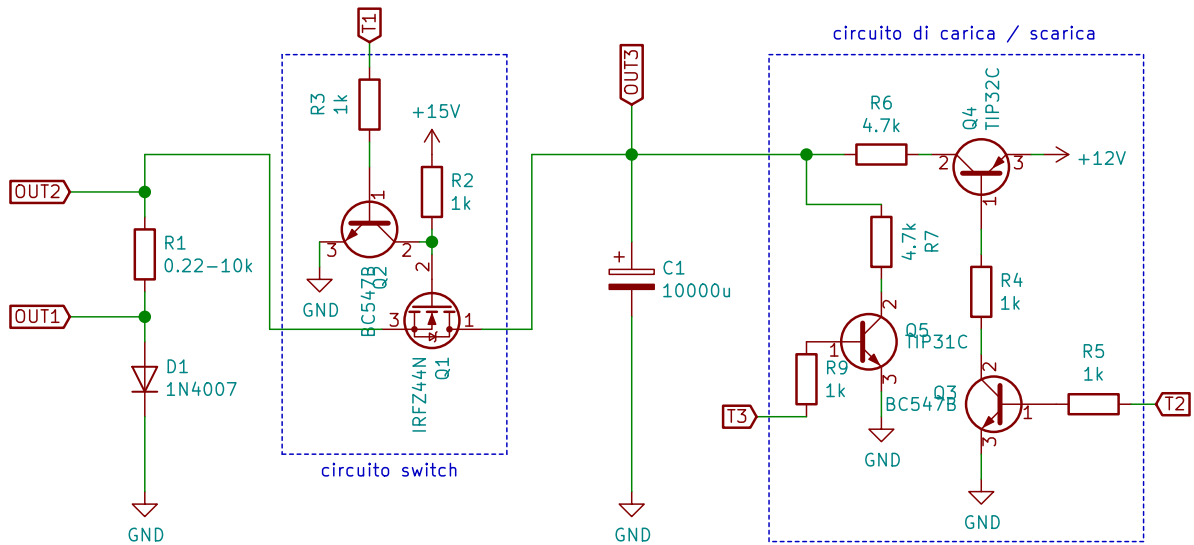 circuito di carica / scarica
T1
OUT3
R3
1k
+15V
R6
4.7k
Q4
TIP32C
2
3
+12V
1
OUT2
R2
1k
1
R1
0.22-10k
3
2
R7
4.7k
GND
BC547B
Q2
2
C1
10000u
+
R4
1k
OUT1
3
1
2
Q5
TIP31C
1
3
D1
1N4007
IRFZ44N
Q1
R9
1k
R5
1k
2
Q3
BC547B
1
3
T3
T2
GND
circuito switch
GND
GND
GND